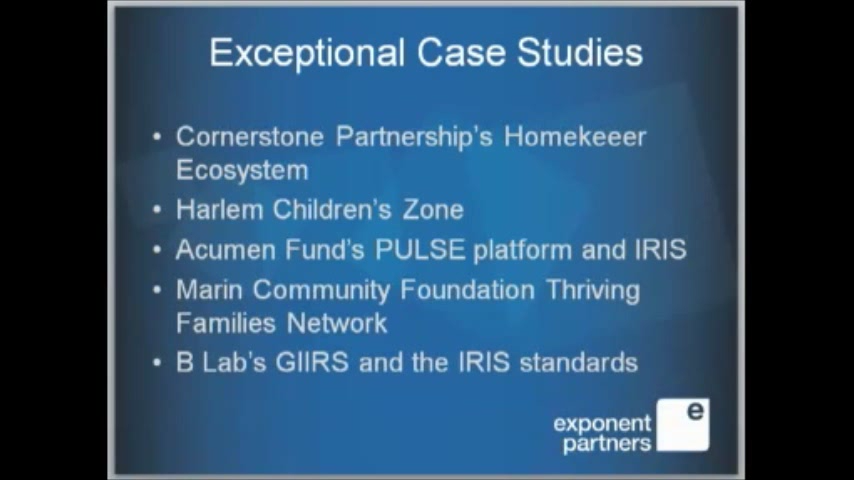 Exceptional Case Studies
• Cornerstone Partnership's Homekeeer
Ecosystem
• Harlem Children's Zone
• Acumen Fund's PULSE platform and IRIS
• Marin Community Foundation Thriving
Families Network
• B Lab's GIIRS and the IRIS standards
e
exponent
partners